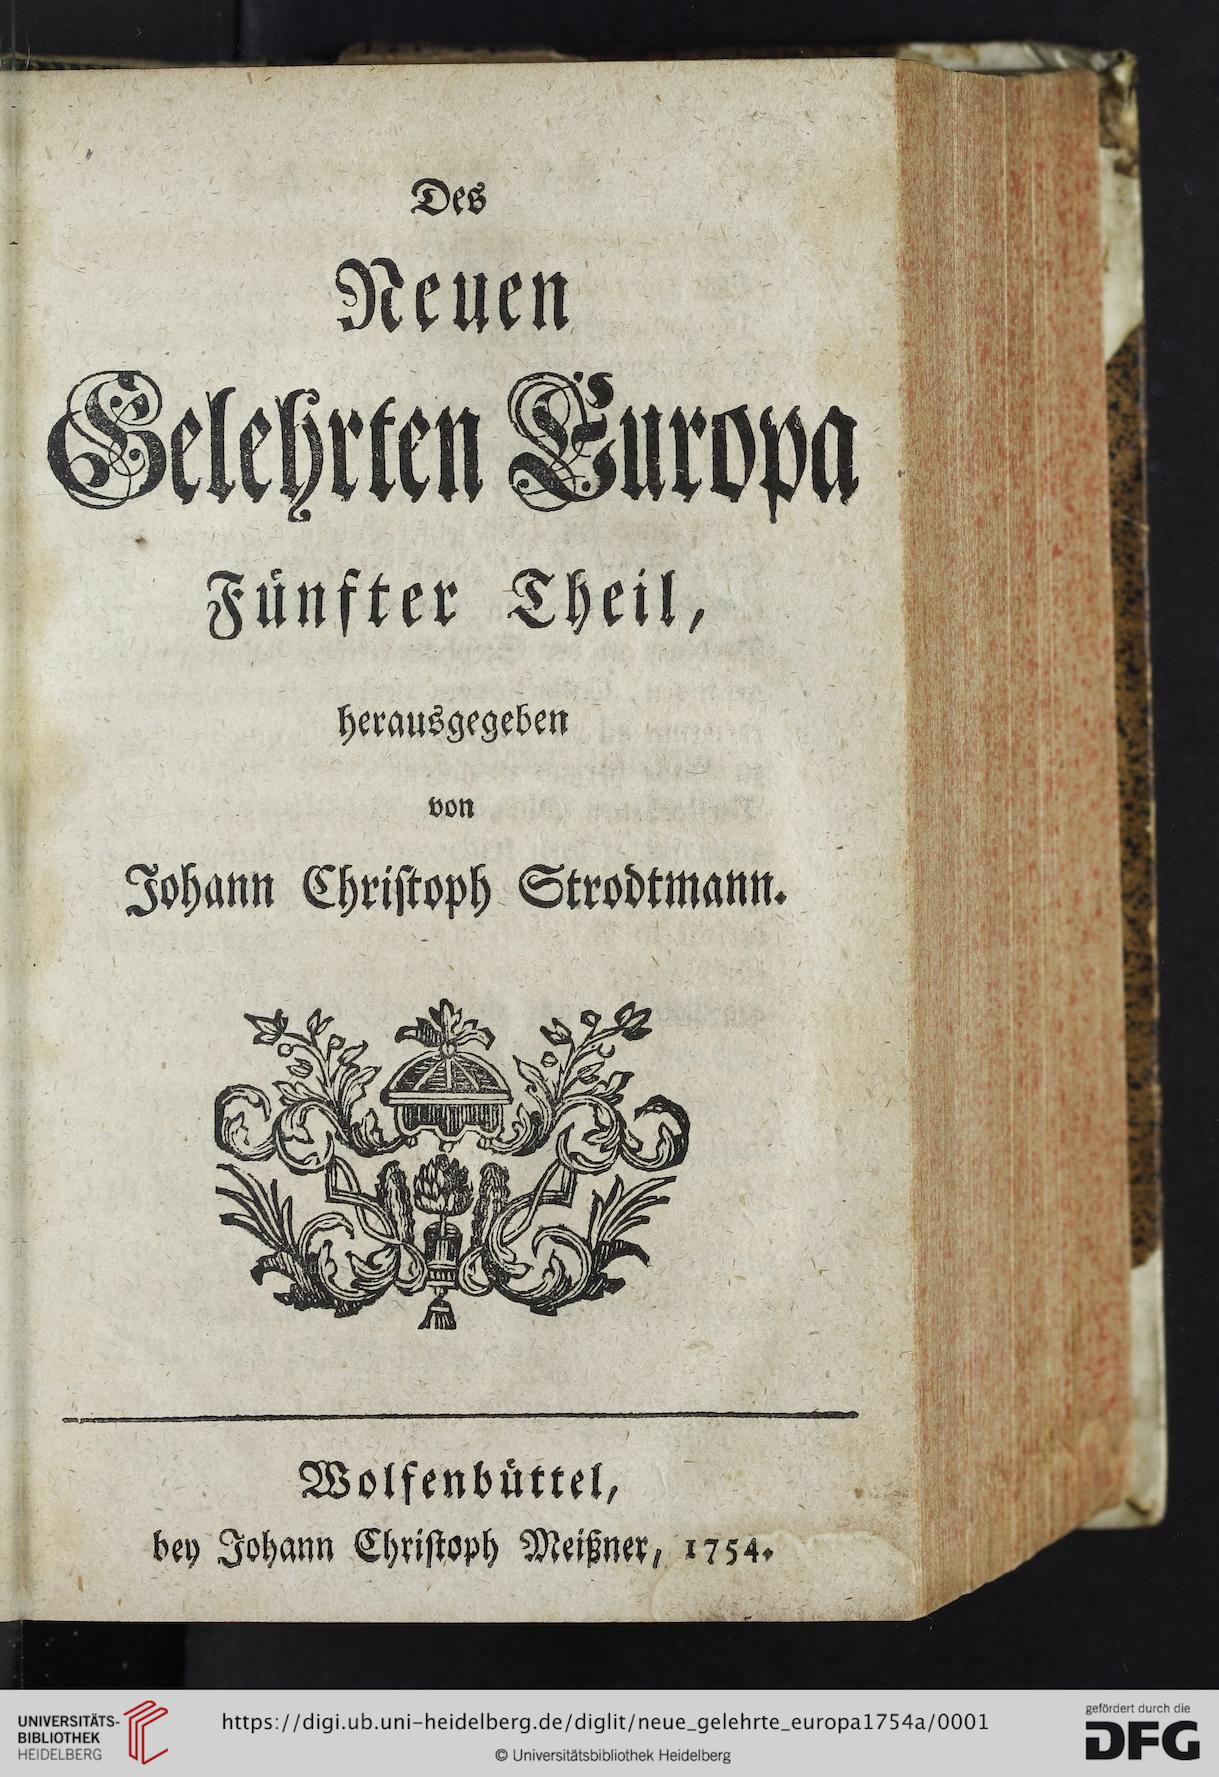 Des
Neuen
Gelehrten Europa
Fünfter Theil,
herausgegeben
von
Johann Christoph Strodtmann.
Wolfenbüttel,
bey Johann Christoph Meißner, 1754.
UNIVERSITÄTS-
BIBLIOTHEK
HEIDELBERG
https://digi.ub.uni-heidelberg.de/diglit/neue_gelehrte_europa1754a/0001
© Universitätsbibliothek Heidelberg
gefördert durch die
DFG